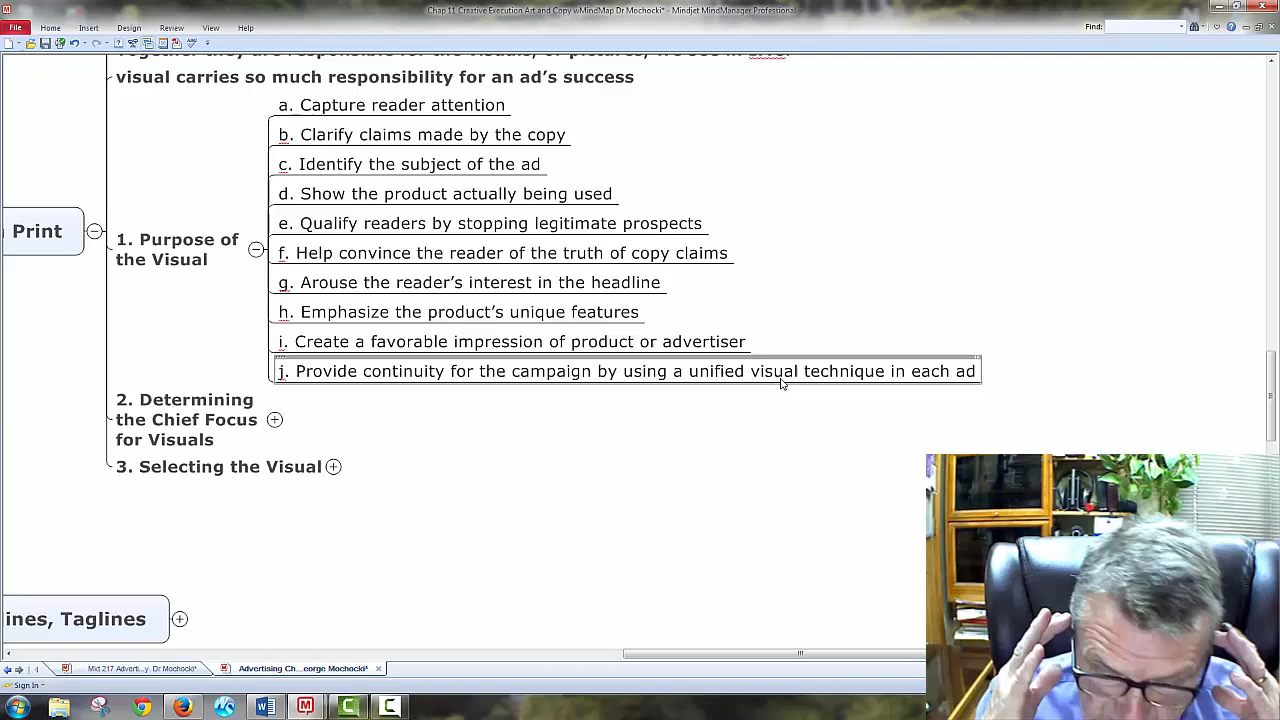 Chap 11 Creative Execution Art and Copy wMindMap Dr Mochocki* - Mindjet MindManager Professional
File Home Insert Design Review View Help
Find:
visual carries so much responsibility for an ad's success
a. Capture reader attention
b. Clarify claims made by the copy
c. Identify the subject of the ad
d. Show the product actually being used
e. Qualify readers by stopping legitimate prospects
Print
1. Purpose of
the Visual
f. Help convince the reader of the truth of copy claims
g. Arouse the reader's interest in the headline
h. Emphasize the product's unique features
i. Create a favorable impression of product or advertiser
j. Provide continuity for the campaign by using a unified visual technique in each ad
2. Determining
the Chief Focus
for Visuals
3. Selecting the Visual
ines, Taglines
Mkt 217 Adverti...y. Dr Mochocki* Advertising Ch...eorge Mochocki*
Sign In